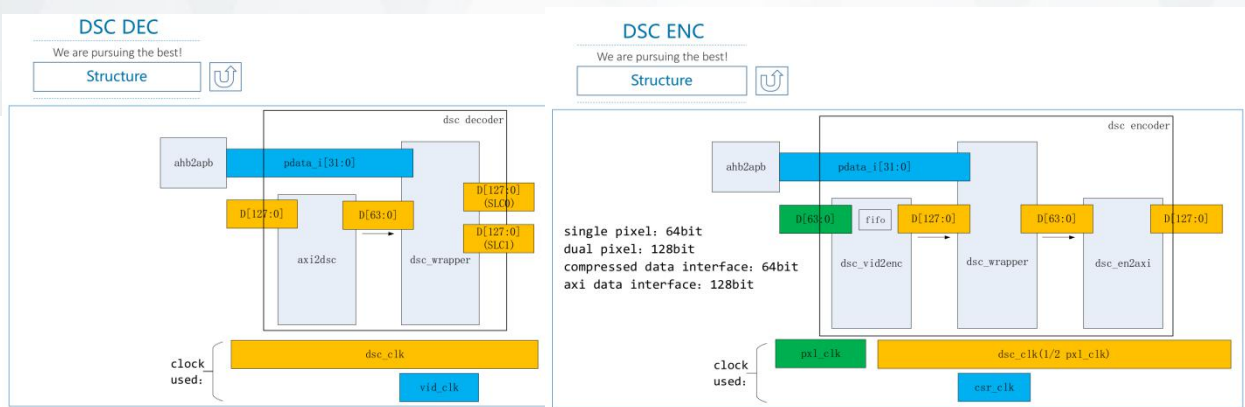 DSC DEC
We are pursuing the best!
Structure
dsc decoder
ahb2apb
pdata_i[31:0]
D[127:0]
D[63:0]
D[127:0]
(SLC0)
D[127:0]
(SLC1)
axi2dsc
dsc_wrapper
clock
used:
dsc_clk
vid_clk
DSC ENC
We are pursuing the best!
Structure
dsc encoder
ahb2apb
pdata_i[31:0]
single pixel: 64bit
dual pixel: 128bit
compressed data interface: 64bit
axi data interface: 128bit
D[63:0]
fifo
D[127:0]
D[63:0]
D[127:0]
dsc_vid2enc
dsc_wrapper
dsc_en2axi
clock
used:
pxl_clk
dsc_clk(1/2 pxl_clk)
csr_clk